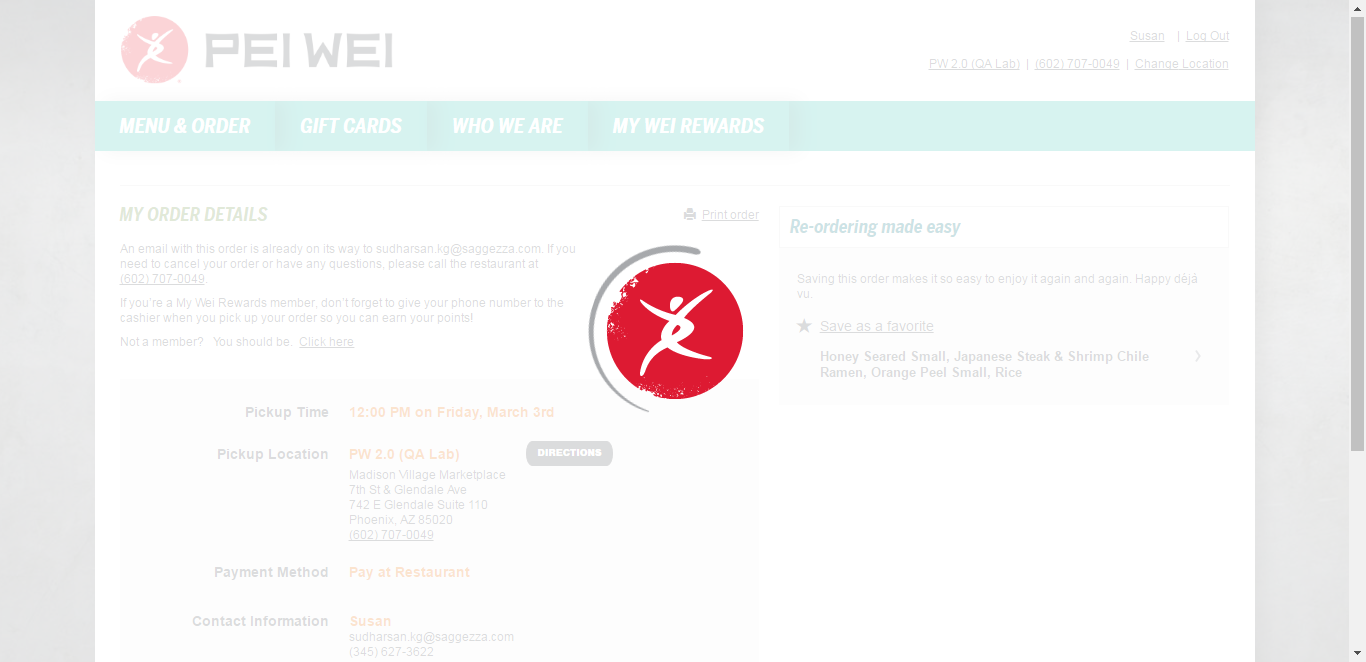 PEI WEI
Susan | Log Out
PW 2.0 (QA Lab) | (602) 707-0049 | Change Location
MENU & ORDER GIFT CARDS WHO WE ARE MY WEI REWARDS
MY ORDER DETAILS
Print order
An email with this order is already on its way to sudharsan.kg@saggezza.com. If you
need to cancel your order or have any questions, please call the restaurant at
(602) 707-0049.
If you're a My Wei Rewards member, don't forget to give your phone number to the
cashier when you pick up your order so you can earn your points!
Not a member? You should be. Click here
Pickup Time 12:00 PM on Friday, March 3rd
Pickup Location PW 2.0 (QA Lab) DIRECTIONS
Madison Village Marketplace
7th St & Glendale Ave
742 E Glendale Suite 110
Phoenix, AZ 85020
(602) 707-0049
Payment Method Pay at Restaurant
Contact Information Susan
sudharsan.kg@saggezza.com
(345) 627-3622
Re-ordering made easy
Saving this order makes it so easy to enjoy it again and again. Happy dèjá
vu.
Save as a favorite
Honey Seared Small, Japanese Steak & Shrimp Chile
Ramen, Orange Peel Small, Rice